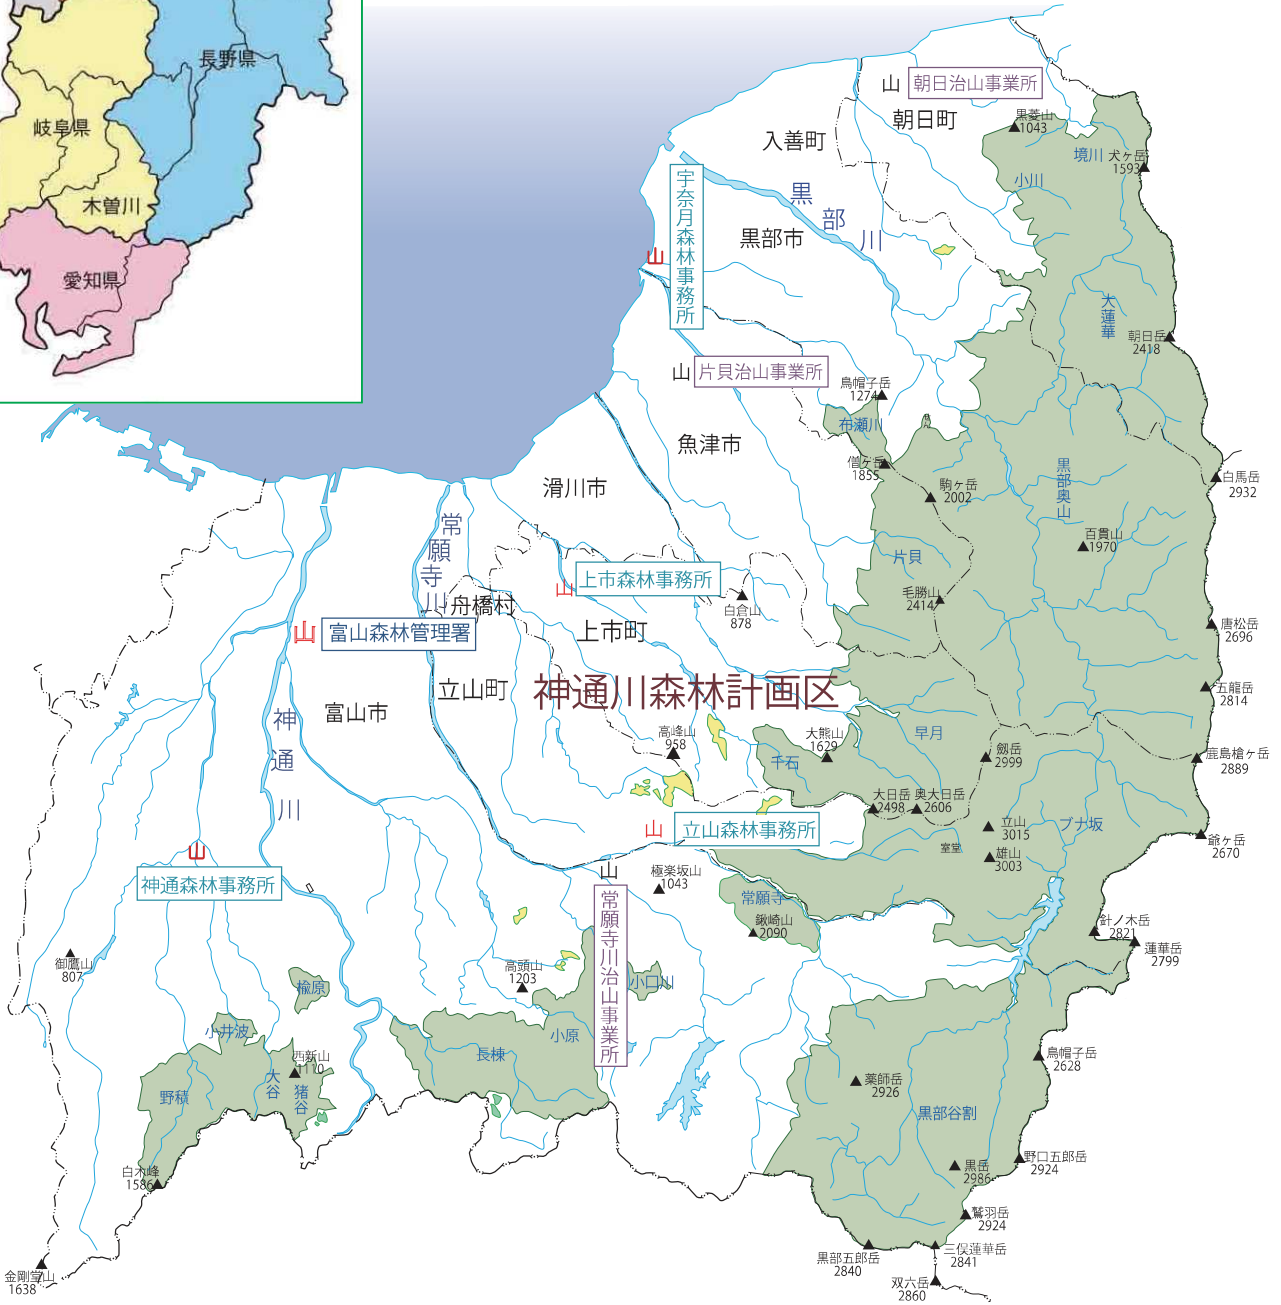 長野県
岐阜県
木曽川
愛知県
山
朝日治山事業所
黒菱山
1043
朝日町
入善町
境川
犬ヶ岳
1593
小川
宇奈月森林事務所
黒部川
黒部市
山
大蓮華
朝日岳
2418
山
片貝治山事業所
烏帽子岳
1274
布瀬川
魚津市
僧ヶ岳
1855
駒ヶ岳
2002
黒部奥山
白馬岳
2932
滑川市
常願寺川
百貫山
1970
片貝
上市森林事務所
山
毛勝山
2414
白倉山
878
舟橋村
唐松岳
2696
山
富山森林管理署
上市町
立山町
神通川森林計画区
五龍岳
2814
富山市
神通川
高峰山
958
大熊山
1629
早月
剱岳
2999
鹿島槍ヶ岳
2889
千石
大日岳
2498
奥大日岳
2606
立山
3015
ブナ坂
山
立山森林事務所
室堂
雄山
3003
爺ヶ岳
2670
山
神通森林事務所
山
常願寺川治山事業所
極楽坂山
1043
常願寺
鍬崎山
2090
針ノ木岳
2821
蓮華岳
2799
御鷹山
807
高頭山
1203
小口川
楡原
小井波
小原
長棟
西新山
1110
大谷
猪谷
野積
烏帽子岳
2628
薬師岳
2926
黒部谷割
白木峰
1586
黒岳
2986
野口五郎岳
2924
鷲羽岳
2924
黒部五郎岳
2840
三俣蓮華岳
2841
金剛堂山
1638
双六岳
2860